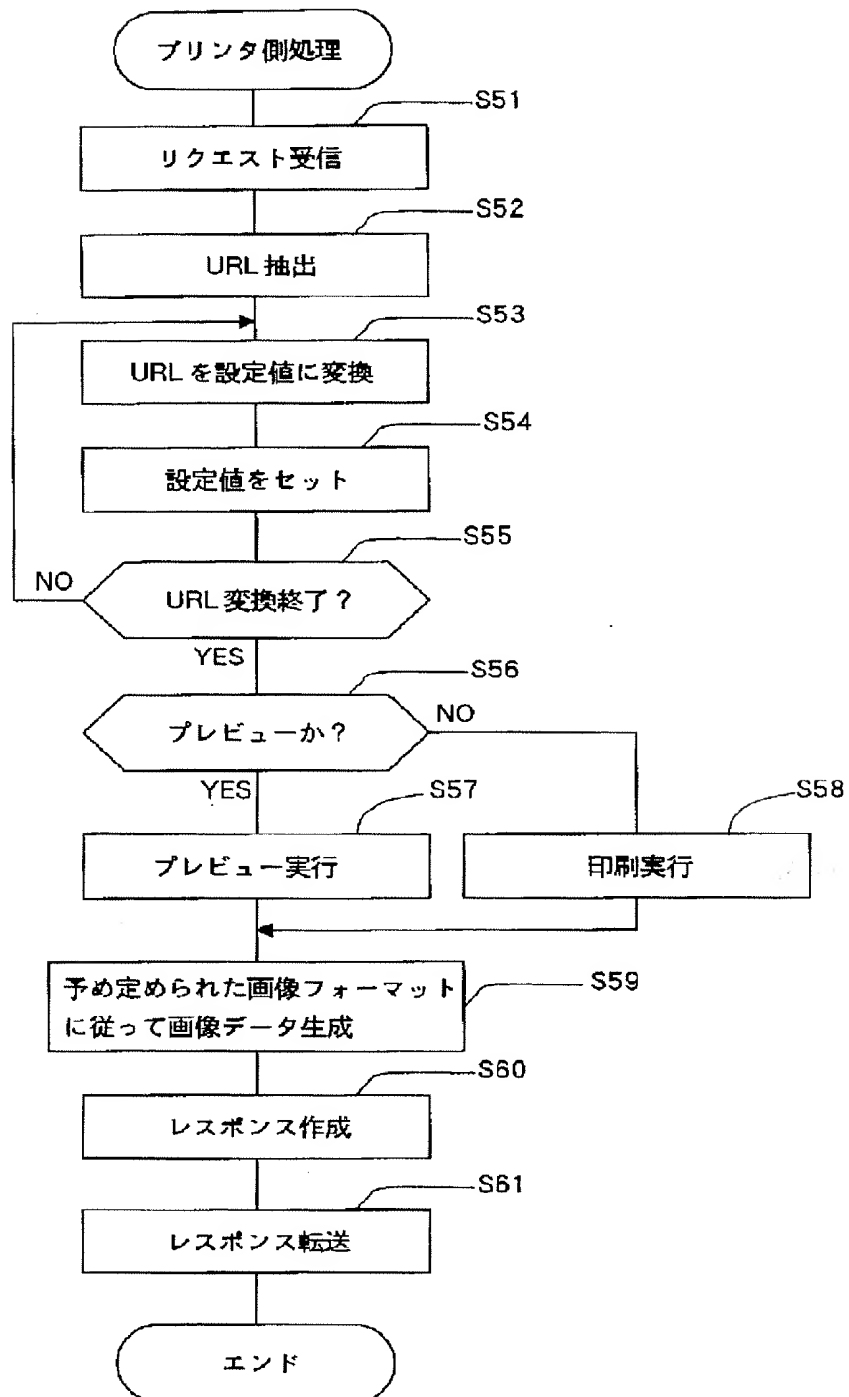 プリンタ側処理
S51
リクエスト受信
S52
URL 抽出
S53
URL を設定値に変換
S54
設定値をセット
S55
NO
URL 変換終了？
YES
S56
プレビューか？
NO
YES
S57
S58
プレビュー実行
印刷実行
予め定められた画像フォーマット
に従って画像データ生成
S59
S60
レスポンス作成
S61
レスポンス転送
エンド